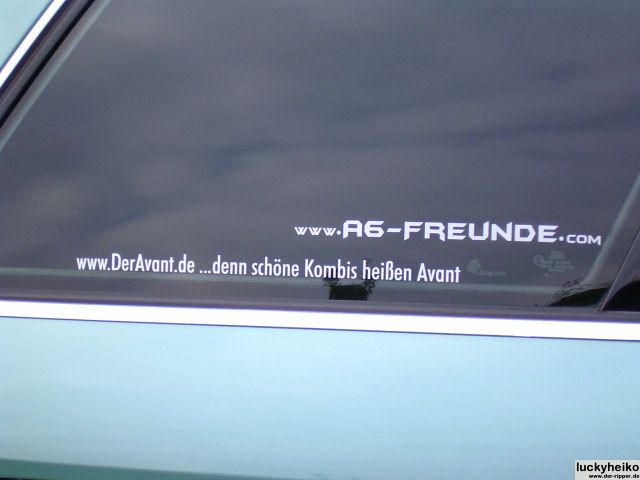 www.A6-FREUNDE.com
www.DerAvant.de ...denn schöne Kombis heißen Avant
luckyheiko
www.der-ripper.de